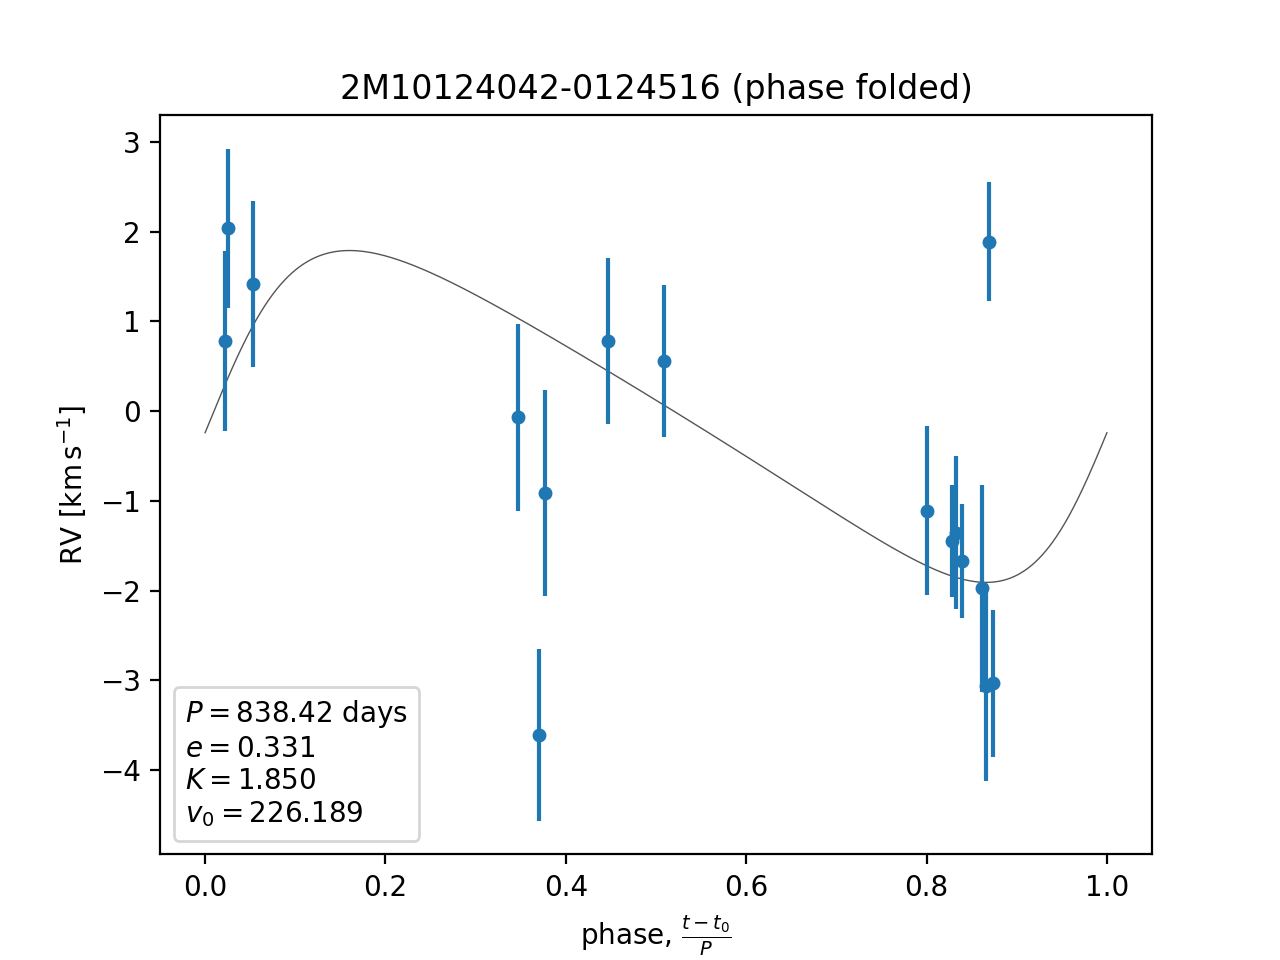 2M10124042-0124516 (phase folded)
3
2
1
0
−1
−2
−3
−4
RV [km s⁻¹]
P = 838.42 days
e = 0.331
K = 1.850
v₀ = 226.189
0.0 0.2 0.4 0.6 0.8 1.0
phase, (t − t₀)/P